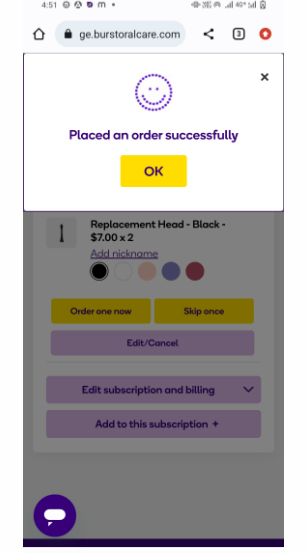 4:51
ge.burstoralcare.com
3
×
Placed an order successfully
OK
Replacement Head - Black -
$7.00 x 2
Add nickname
Order one now
Skip once
Edit/Cancel
Edit subscription and billing
Add to this subscription +